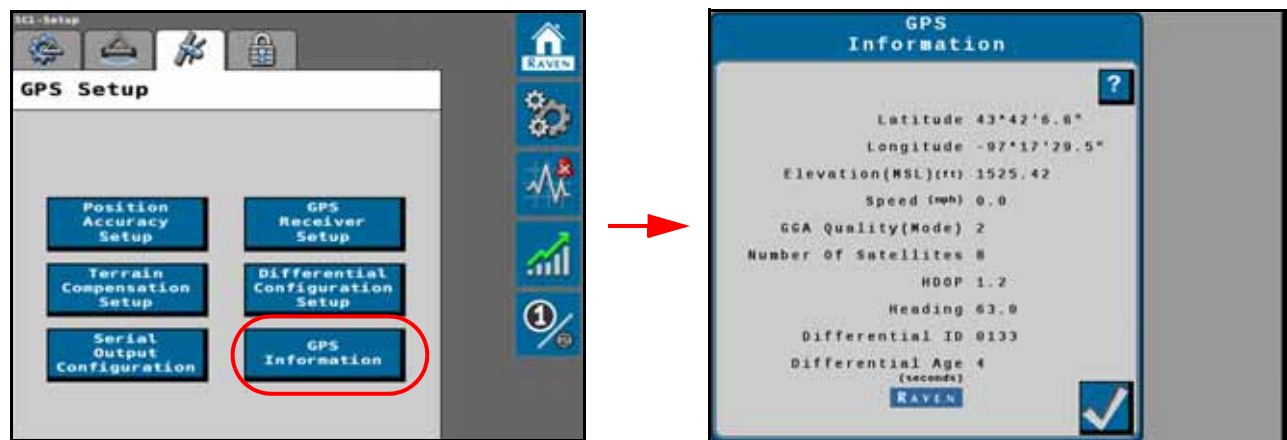 SC1-Setup
GPS Setup
Position
Accuracy
Setup
GPS
Receiver
Setup
Terrain
Compensation
Setup
Differential
Configuration
Setup
Serial
Output
Configuration
GPS
Information
RAVEN
1
GPS
Information
?
Latitude 43°42'6.6"
Longitude -97°17'29.5"
Elevation(MSL)(ft) 1525.42
Speed (mph) 0.0
GGA Quality(Mode) 2
Number Of Satellites 8
HDOP 1.2
Heading 63.0
Differential ID 0133
Differential Age 4
(seconds)
RAVEN